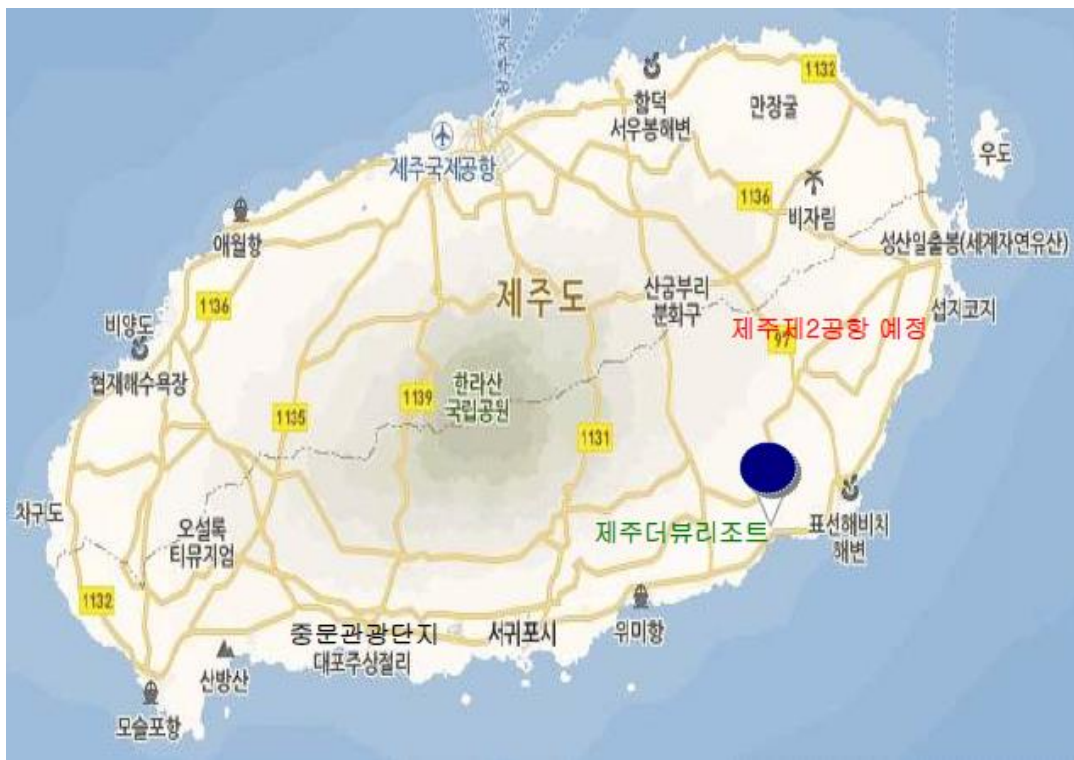 1132
함덕
서우봉해변
만장굴
우도
제주국제공항
1136
비자림
애월항
성산일출봉(세계자연유산)
제주도
산굼부리
분화구
1136
섭지코지
비양도
제주제2공항 예정
97
협재해수욕장
한라산
국립공원
1139
1135
1131
차귀도
오설록
티뮤지엄
제주더뷰리조트
표선해비치
해변
1132
중문관광단지
서귀포시
위미항
대포주상절리
산방산
모슬포항